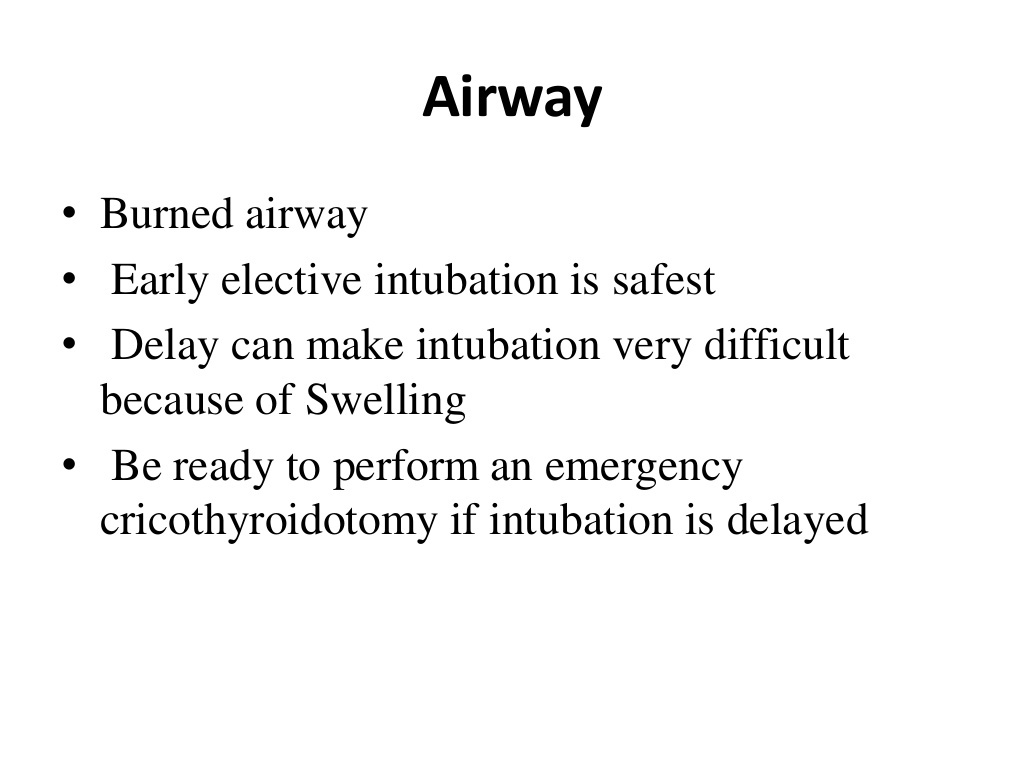 Airway
• Burned airway
• Early elective intubation is safest
• Delay can make intubation very difficult
because of Swelling
• Be ready to perform an emergency
cricothyroidotomy if intubation is delayed